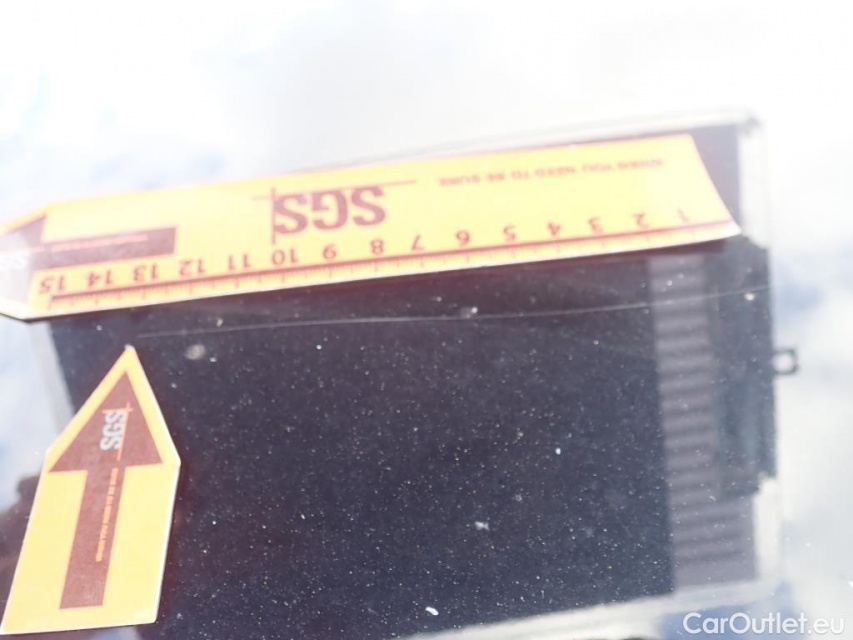 WHEN YOU NEED TO BE SURE
SGS
1 2 3 4 5 6 7 8 9 10 11 12 13 14 15
SGS
CarOutlet.eu